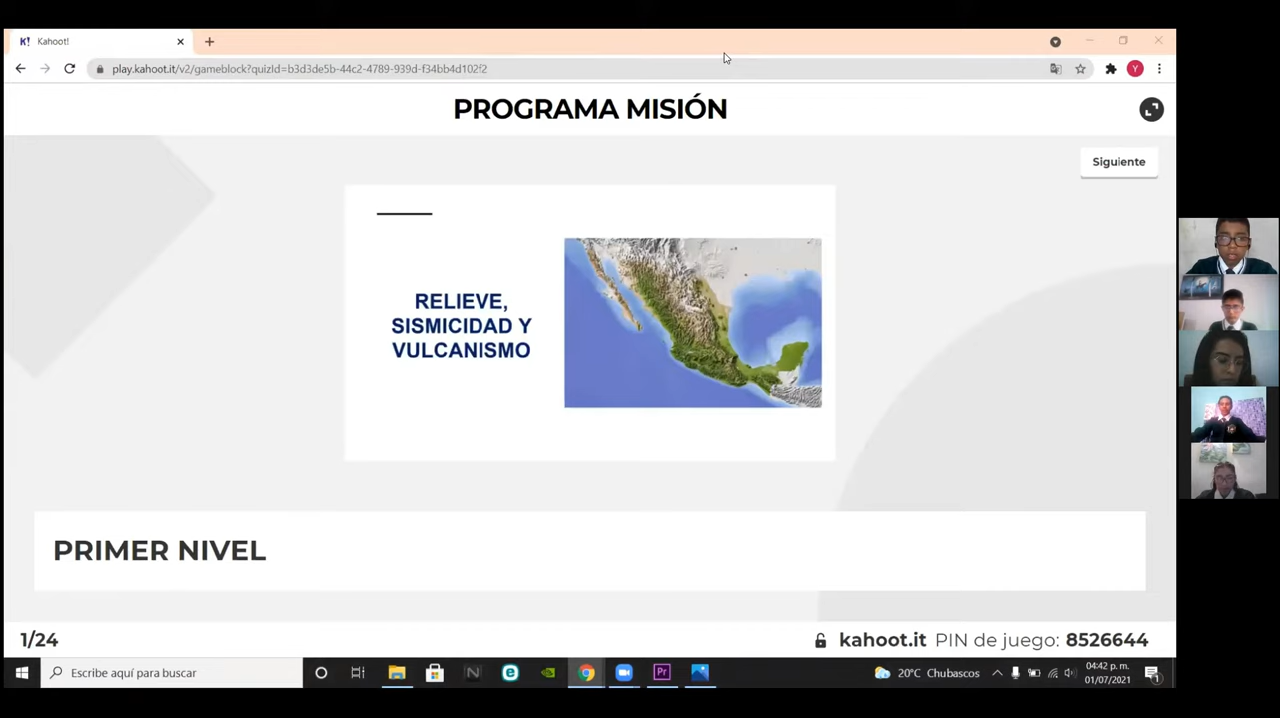 Kahoot!
play.kahoot.it/v2/gameblock?quizId=b3d3de5b-44c2-4789-939d-f34bb4d102f2
Y
PROGRAMA MISIÓN
Siguiente
RELIEVE,
SISMICIDAD Y
VULCANISMO
PRIMER NIVEL
1/24
kahoot.it PIN de juego: 8526644
Escribe aquí para buscar
Pr
20°C Chubascos
04:42 p. m.
01/07/2021